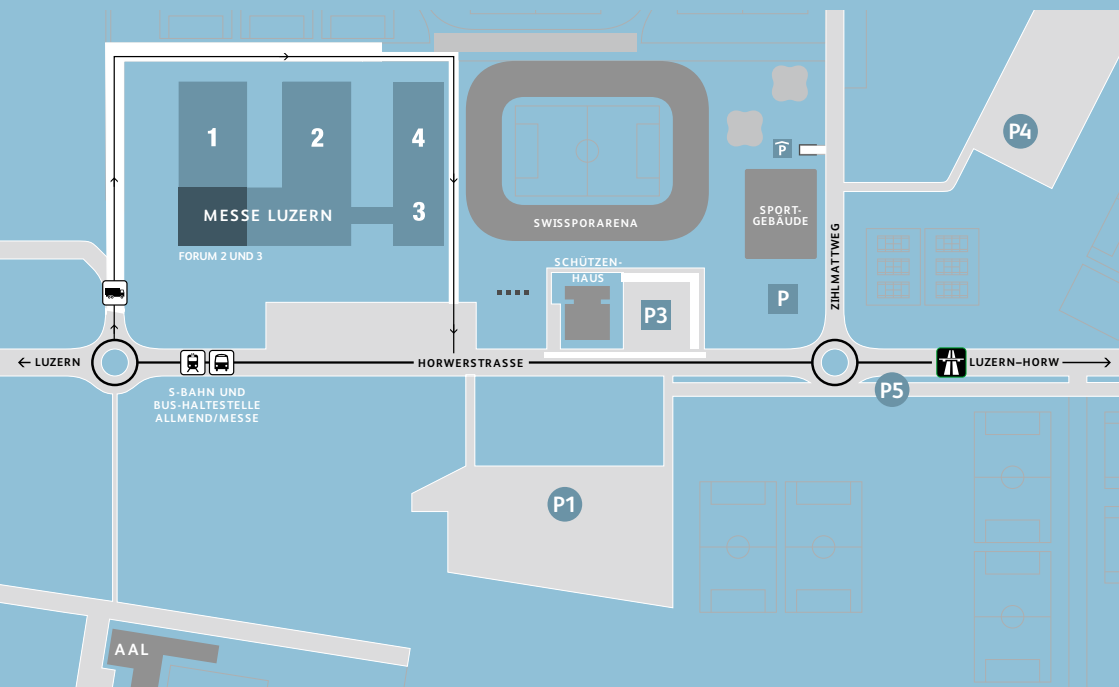 P4
1
2
4
P
MESSE LUZERN
3
SPORT-
GEBÄUDE
SWISSPORARENA
FORUM 2 UND 3
SCHÜTZEN-
HAUS
ZIHLMATTWEG
P
P3
LUZERN
HORWERSTRASSE
LUZERN–HORW
S-BAHN UND
BUS-HALTESTELLE
ALLMEND/MESSE
P5
P1
AAL